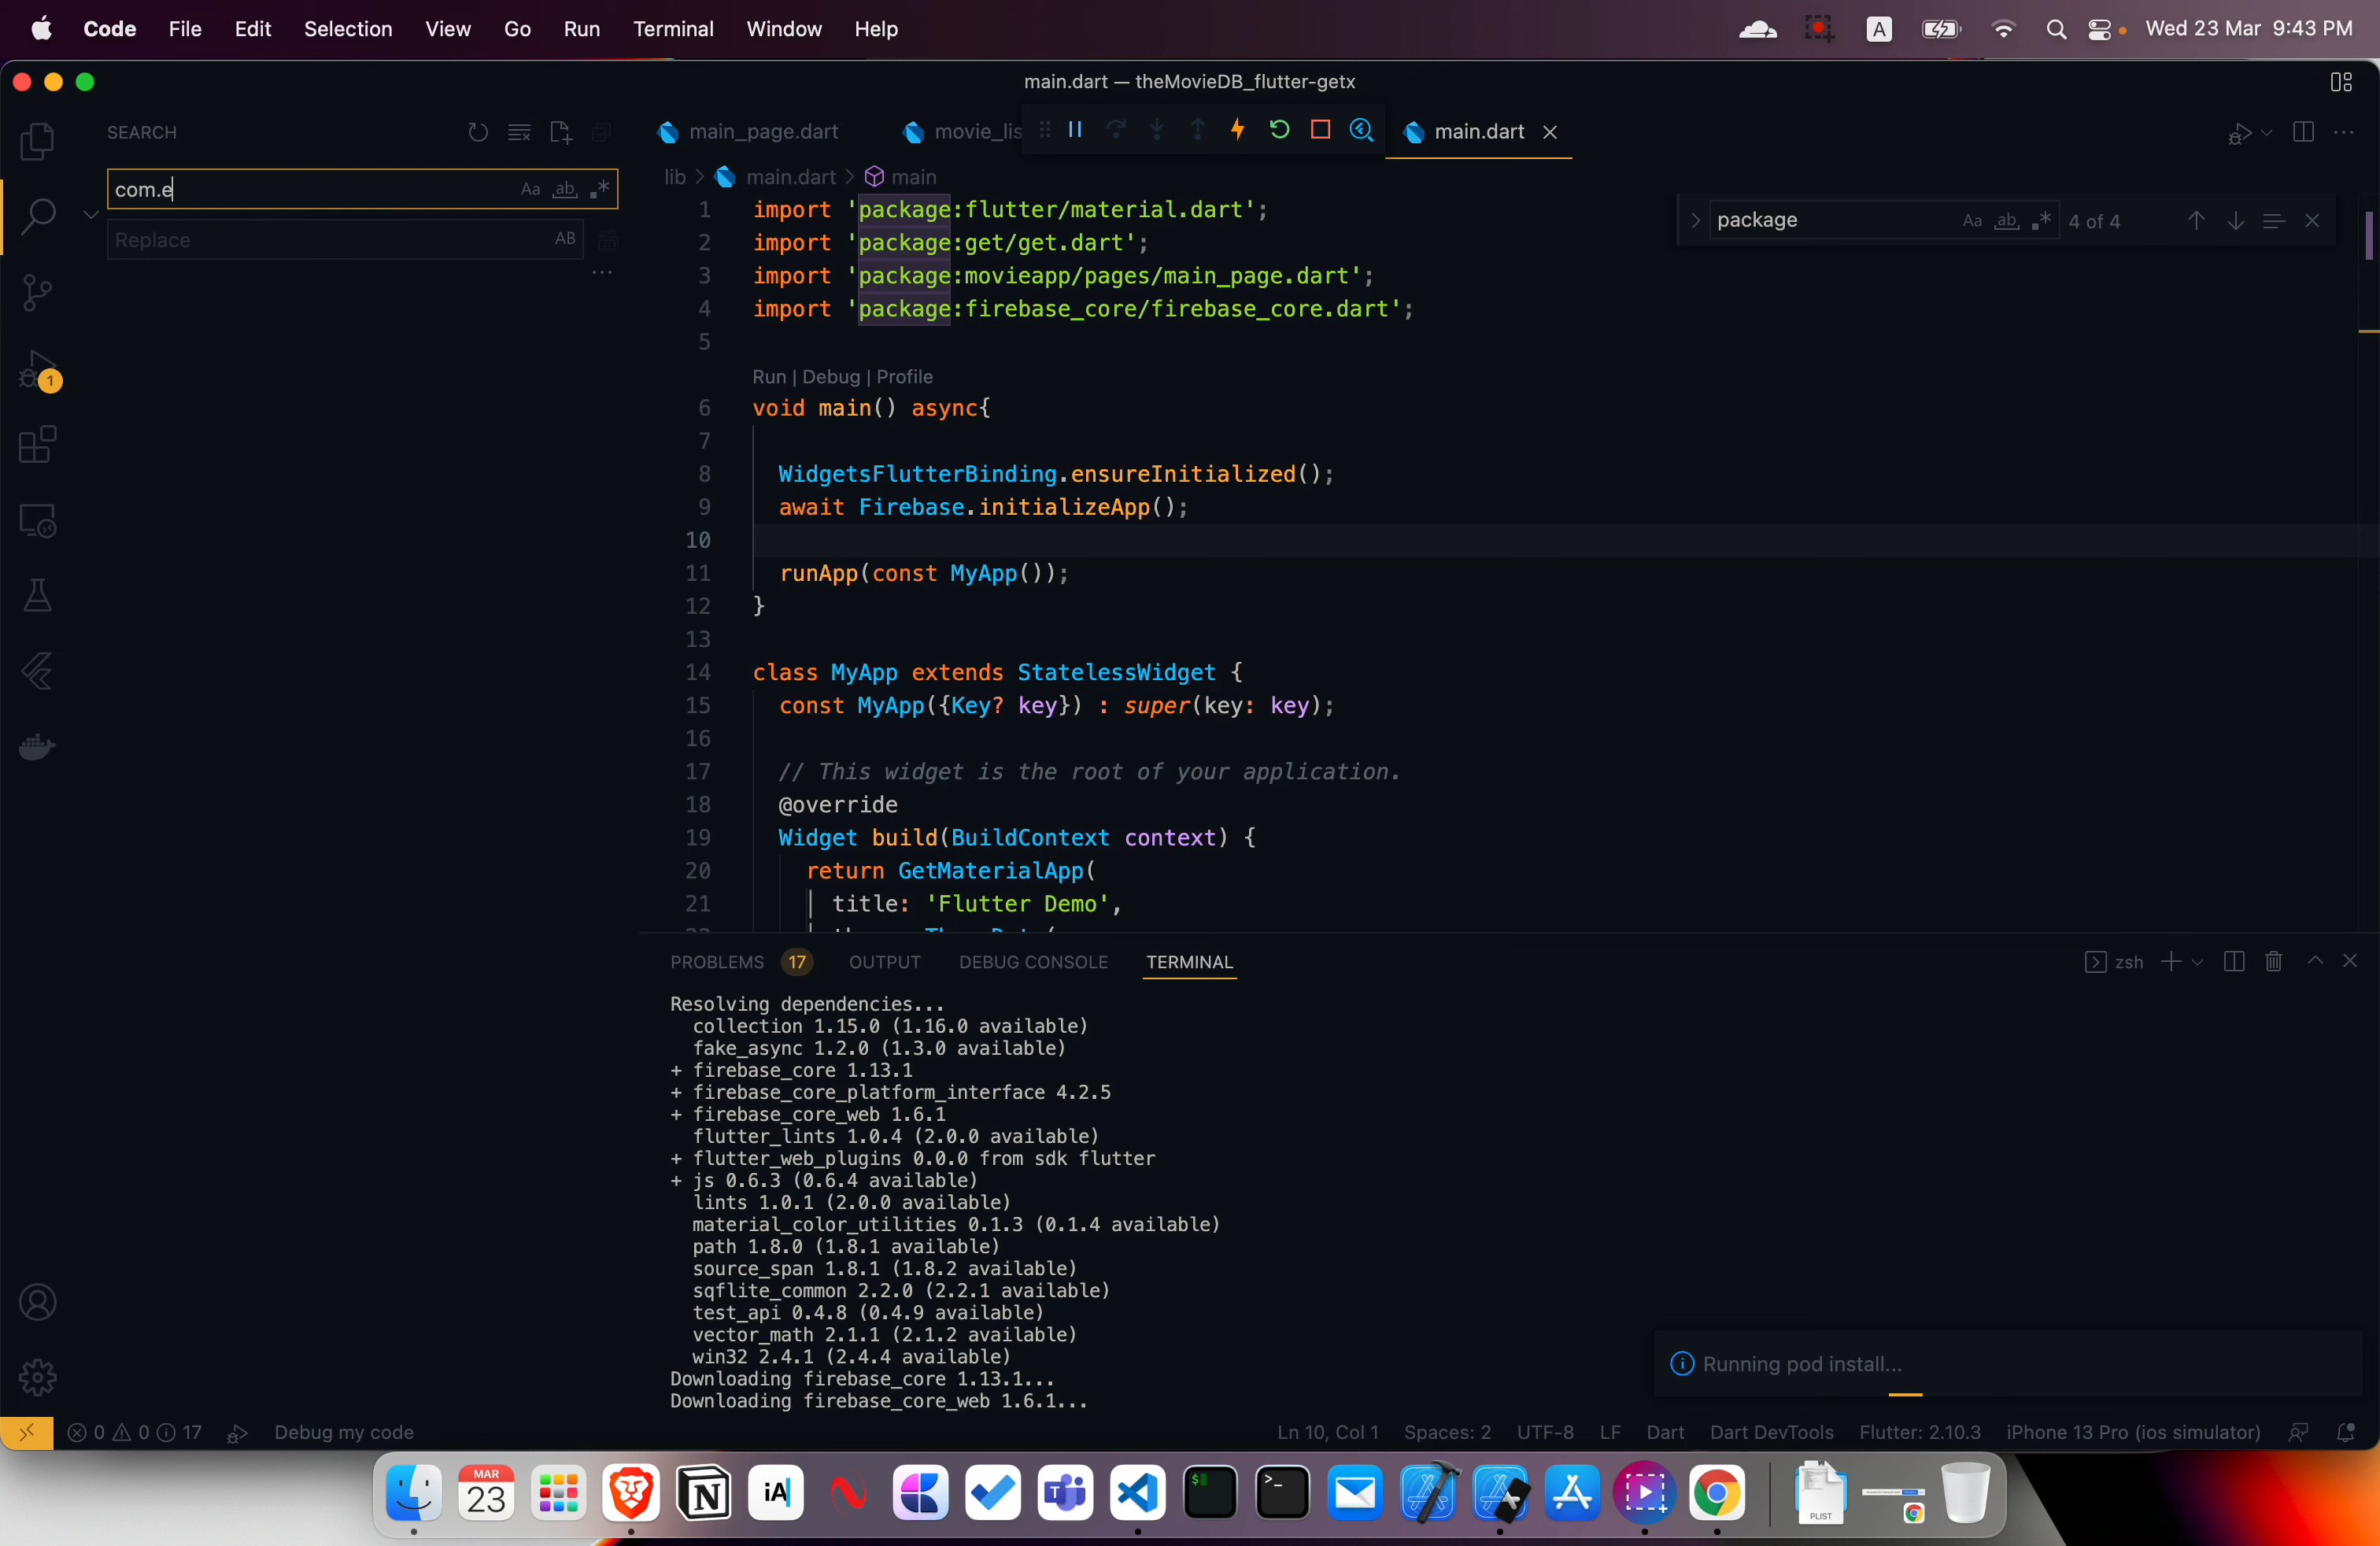 Code File Edit Selection View Go Run Terminal Window Help
A
Wed 23 Mar 9:43 PM
main.dart — theMovieDB_flutter-getx
SEARCH
com.e
Aa ab
Replace
AB
main_page.dart
movie_lis
main.dart
lib > main.dart > main
package
Aa ab
4 of 4
1 import 'package:flutter/material.dart';
2 import 'package:get/get.dart';
3 import 'package:movieapp/pages/main_page.dart';
4 import 'package:firebase_core/firebase_core.dart';
5
Run | Debug | Profile
6 void main() async{
7
8 WidgetsFlutterBinding.ensureInitialized();
9 await Firebase.initializeApp();
10
11 runApp(const MyApp());
12 }
13
14 class MyApp extends StatelessWidget {
15 const MyApp({Key? key}) : super(key: key);
16
17 // This widget is the root of your application.
18 @override
19 Widget build(BuildContext context) {
20 return GetMaterialApp(
21 title: 'Flutter Demo',
1
PROBLEMS 17 OUTPUT DEBUG CONSOLE TERMINAL
zsh
Resolving dependencies...
collection 1.15.0 (1.16.0 available)
fake_async 1.2.0 (1.3.0 available)
+ firebase_core 1.13.1
+ firebase_core_platform_interface 4.2.5
+ firebase_core_web 1.6.1
flutter_lints 1.0.4 (2.0.0 available)
+ flutter_web_plugins 0.0.0 from sdk flutter
+ js 0.6.3 (0.6.4 available)
lints 1.0.1 (2.0.0 available)
material_color_utilities 0.1.3 (0.1.4 available)
path 1.8.0 (1.8.1 available)
source_span 1.8.1 (1.8.2 available)
sqflite_common 2.2.0 (2.2.1 available)
test_api 0.4.8 (0.4.9 available)
vector_math 2.1.1 (2.1.2 available)
win32 2.4.1 (2.4.4 available)
Downloading firebase_core 1.13.1...
Downloading firebase_core_web 1.6.1...
Running pod install...
0 0 17 Debug my code
Ln 10, Col 1 Spaces: 2 UTF-8 LF Dart Dart DevTools Flutter: 2.10.3 iPhone 13 Pro (ios simulator)
MAR
23
iA
PLIST